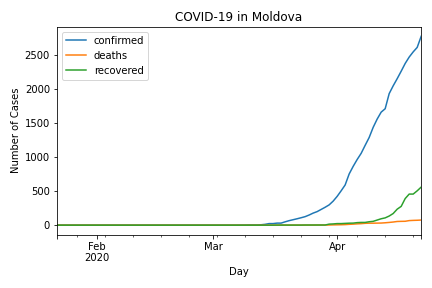 COVID-19 in Moldova
confirmed
deaths
recovered
Number of Cases
2500
2000
1500
1000
500
0
Feb
2020
Mar
Apr
Day